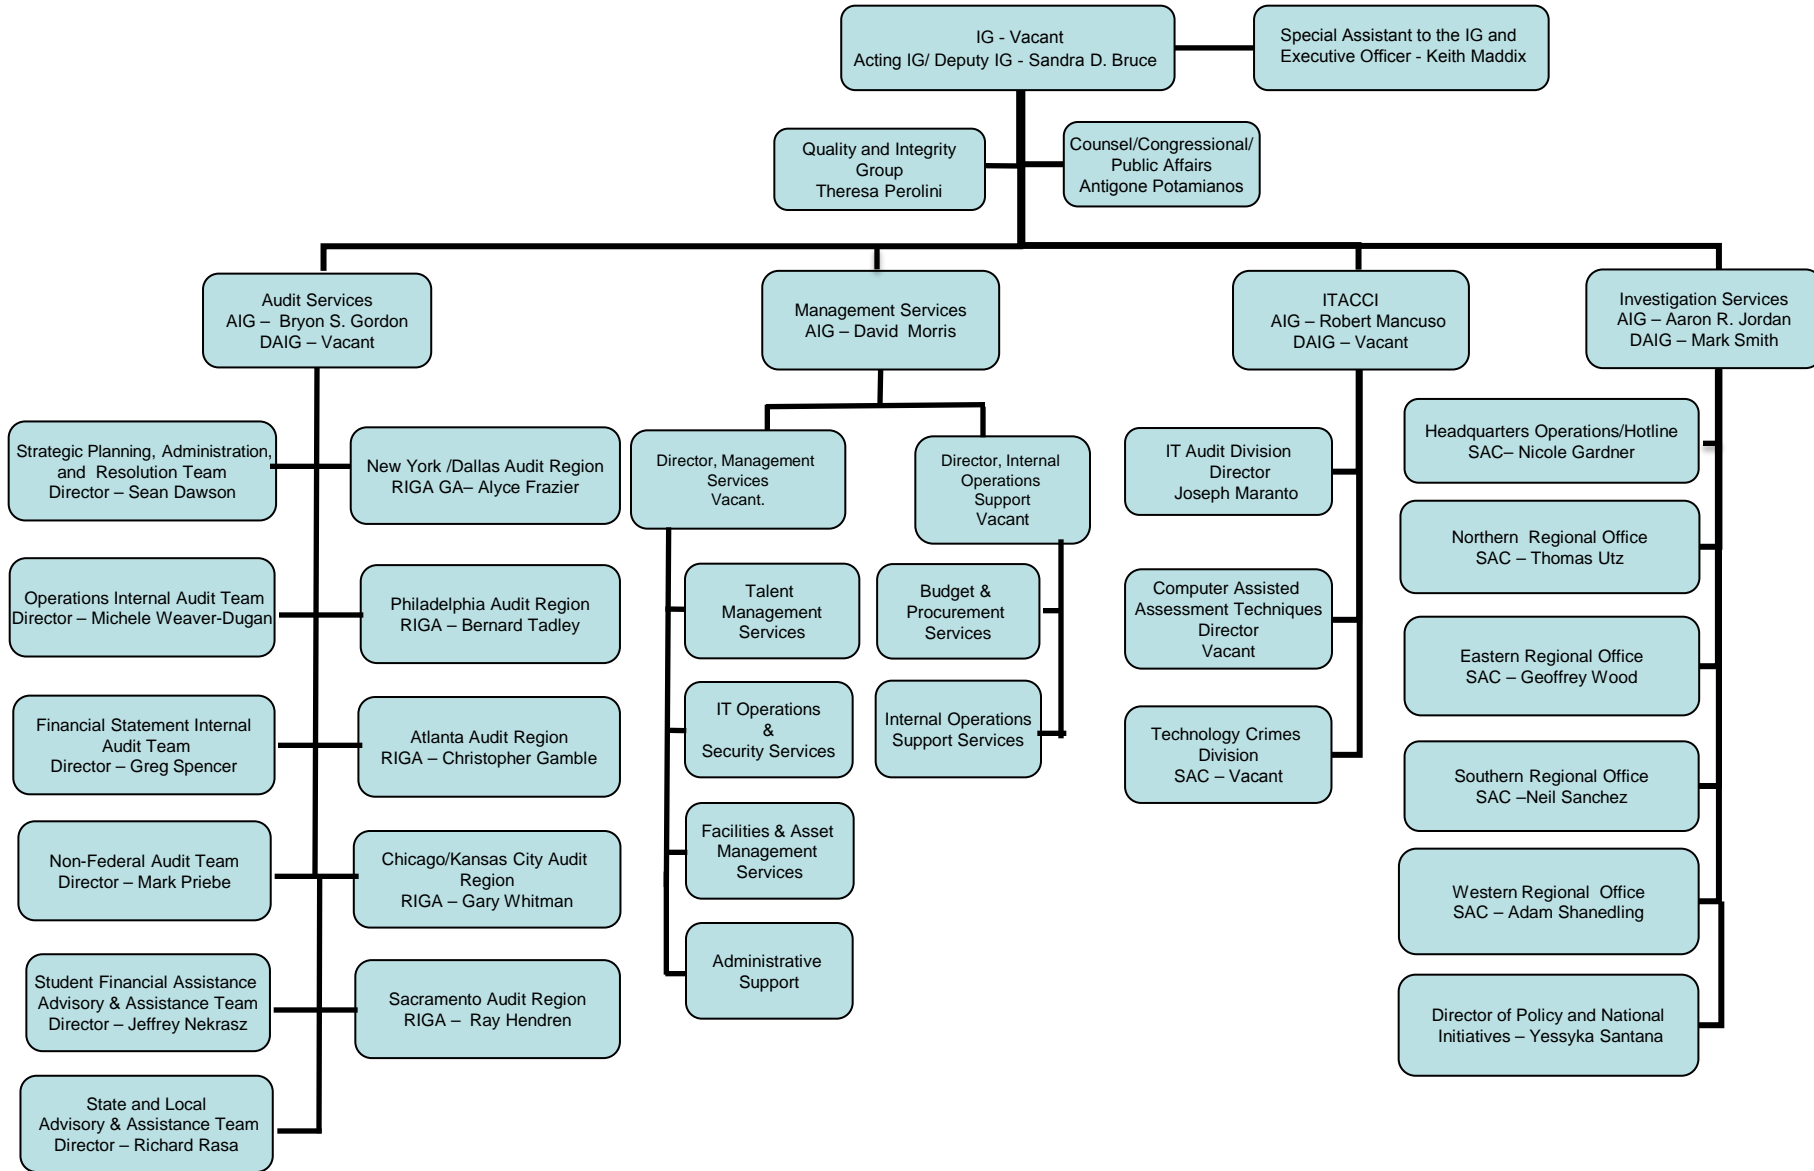 IG - Vacant
Acting IG/ Deputy IG - Sandra D. Bruce
Special Assistant to the IG and
Executive Officer - Keith Maddix
Quality and Integrity
Group
Theresa Perolini
Counsel/Congressional/
Public Affairs
Antigone Potamianos
Audit Services
AIG – Bryon S. Gordon
DAIG – Vacant
Management Services
AIG – David Morris
ITACCI
AIG – Robert Mancuso
DAIG – Vacant
Investigation Services
AIG – Aaron R. Jordan
DAIG – Mark Smith
Strategic Planning, Administration,
and Resolution Team
Director – Sean Dawson
New York /Dallas Audit Region
RIGA GA– Alyce Frazier
Operations Internal Audit Team
Director – Michele Weaver-Dugan
Philadelphia Audit Region
RIGA – Bernard Tadley
Financial Statement Internal
Audit Team
Director – Greg Spencer
Atlanta Audit Region
RIGA – Christopher Gamble
Non-Federal Audit Team
Director – Mark Priebe
Chicago/Kansas City Audit
Region
RIGA – Gary Whitman
Student Financial Assistance
Advisory & Assistance Team
Director – Jeffrey Nekrasz
Sacramento Audit Region
RIGA – Ray Hendren
State and Local
Advisory & Assistance Team
Director – Richard Rasa
Director, Management
Services
Vacant.
Director, Internal
Operations
Support
Vacant
Talent
Management
Services
Budget &
Procurement
Services
IT Operations
&
Security Services
Internal Operations
Support Services
Facilities & Asset
Management
Services
Administrative
Support
IT Audit Division
Director
Joseph Maranto
Computer Assisted
Assessment Techniques
Director
Vacant
Technology Crimes
Division
SAC – Vacant
Headquarters Operations/Hotline
SAC– Nicole Gardner
Northern Regional Office
SAC – Thomas Utz
Eastern Regional Office
SAC – Geoffrey Wood
Southern Regional Office
SAC –Neil Sanchez
Western Regional Office
SAC – Adam Shanedling
Director of Policy and National
Initiatives – Yessyka Santana